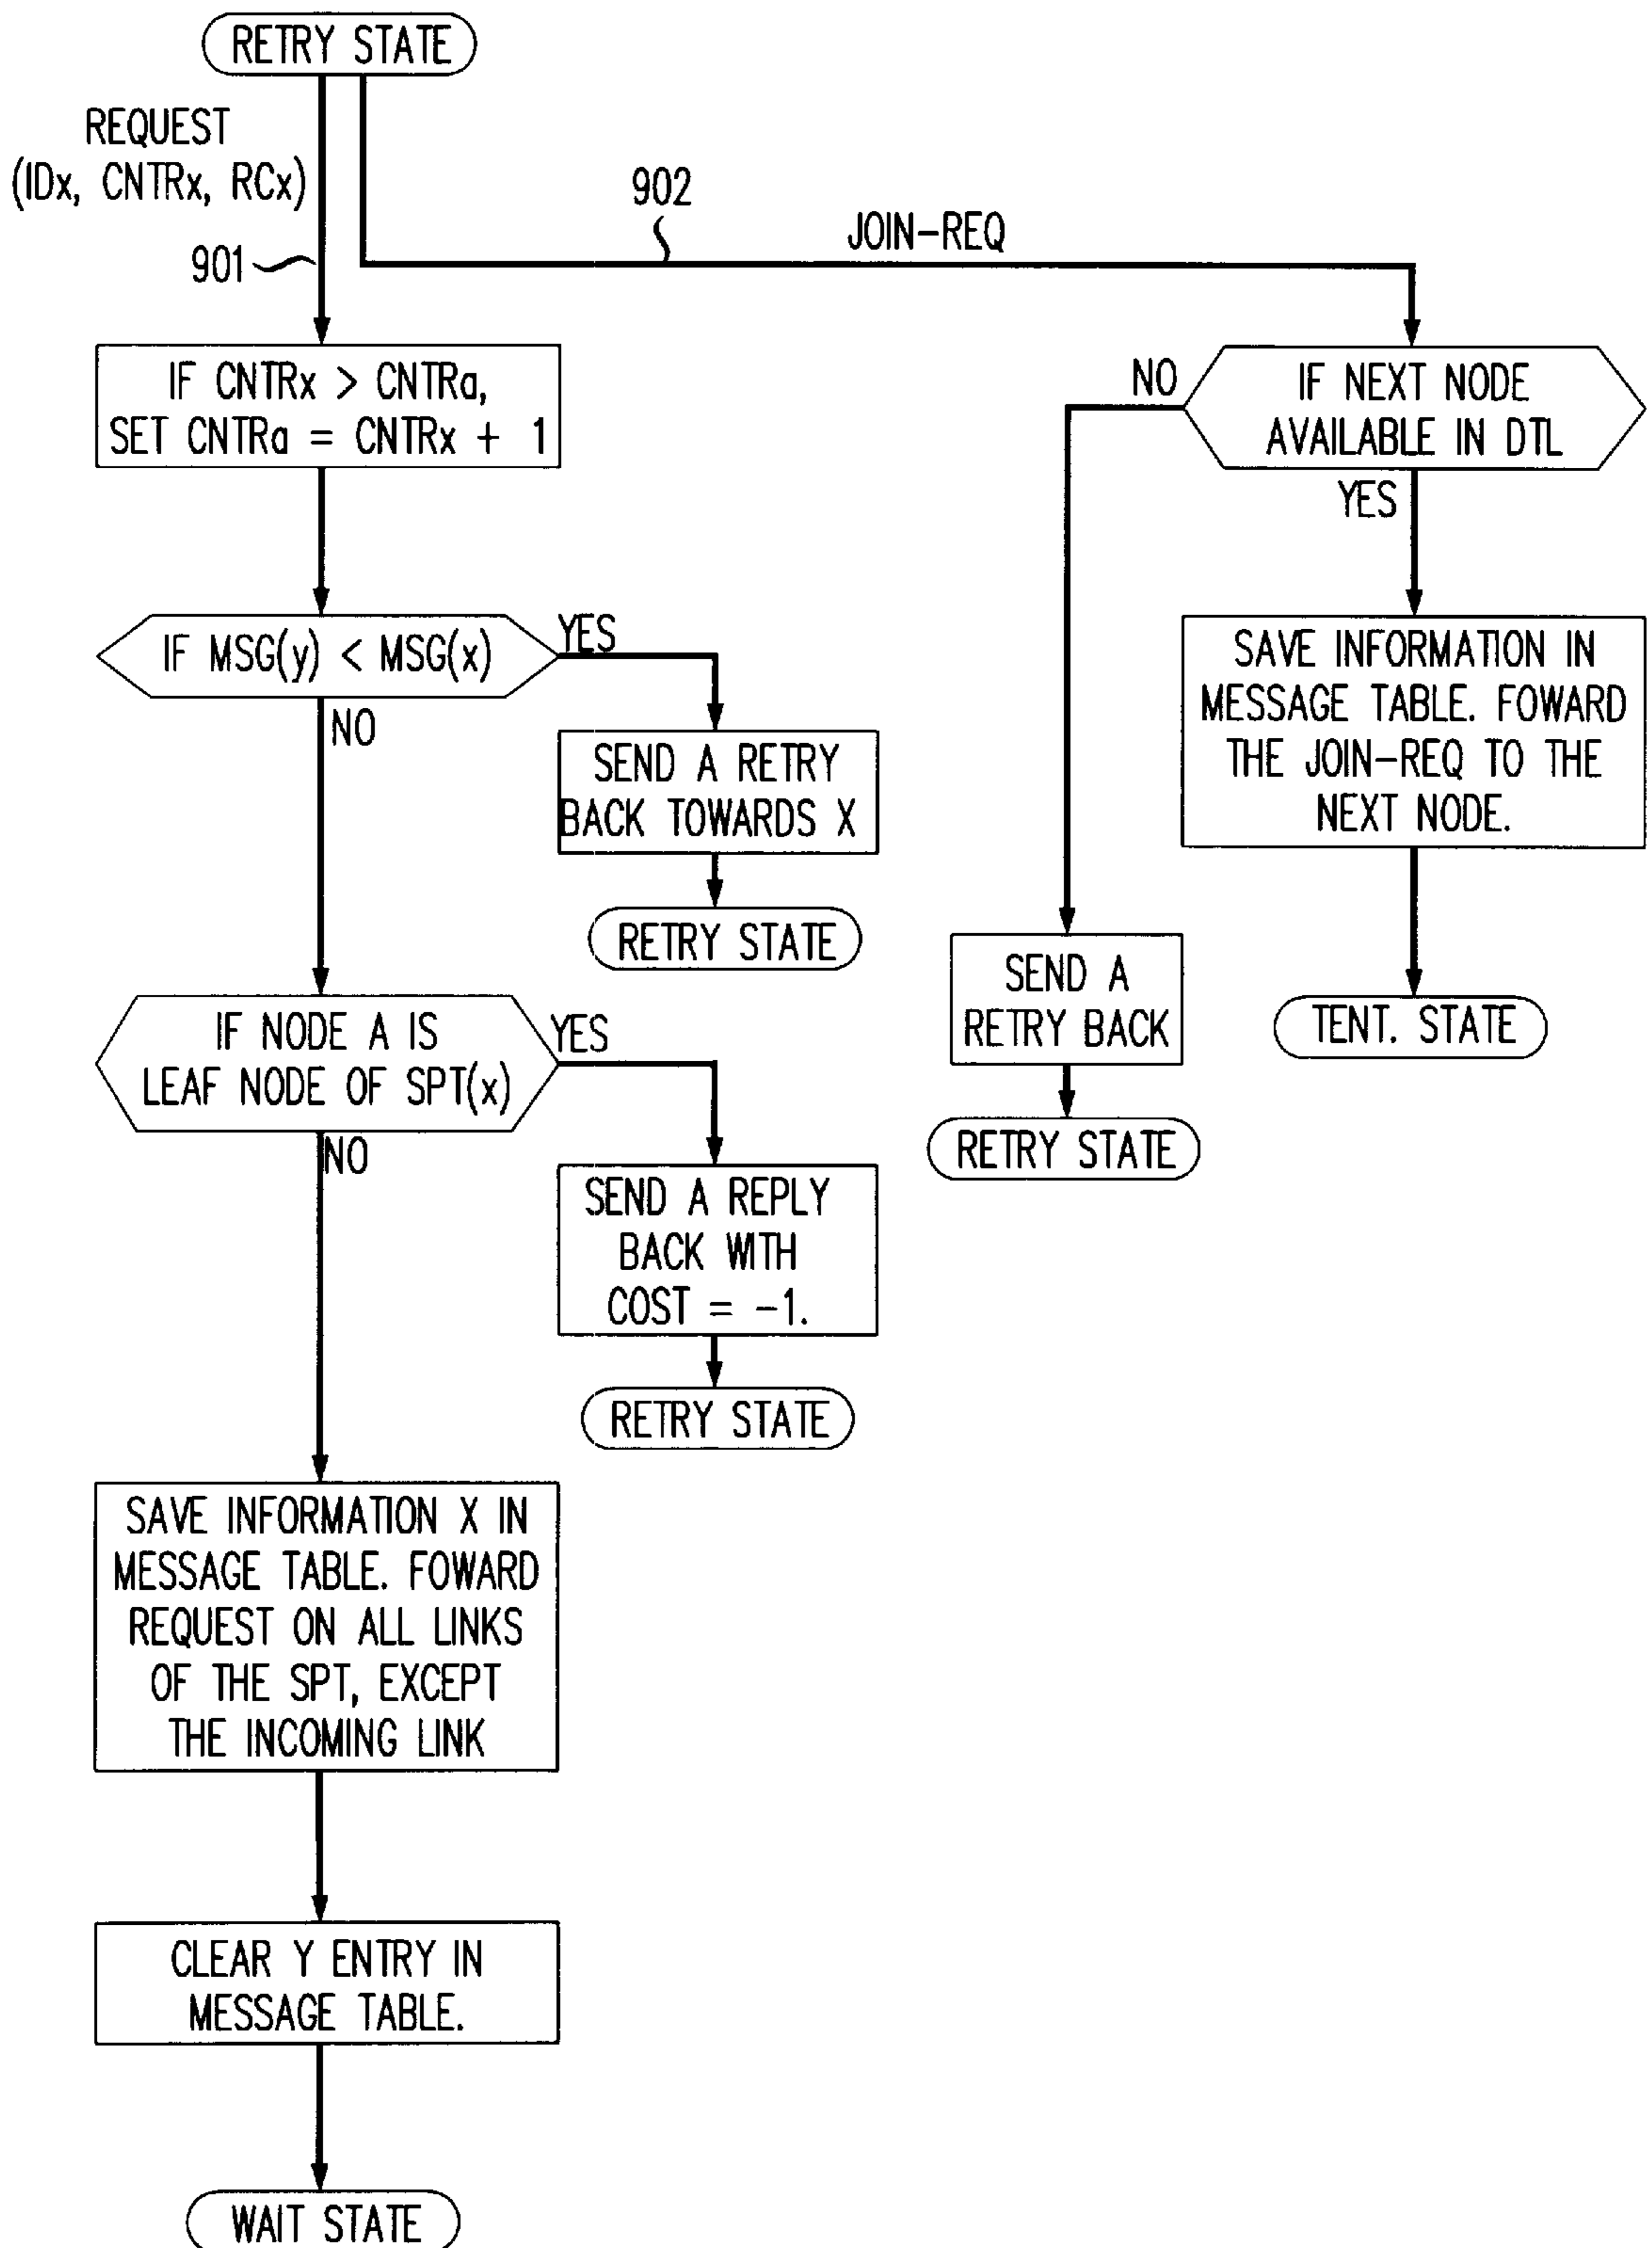 RETRY STATE
REQUEST
(IDx, CNTRx, RCx)
901
902
JOIN-REQ
IF CNTRx > CNTRa,
SET CNTRa = CNTRx + 1
NO
IF NEXT NODE
AVAILABLE IN DTL
YES
IF MSG(y) < MSG(x)
YES
NO
SEND A RETRY
BACK TOWARDS X
RETRY STATE
SAVE INFORMATION IN
MESSAGE TABLE. FOWARD
THE JOIN-REQ TO THE
NEXT NODE.
SEND A
RETRY BACK
TENT. STATE
RETRY STATE
IF NODE A IS
LEAF NODE OF SPT(x)
YES
NO
SEND A REPLY
BACK WITH
COST = -1.
RETRY STATE
SAVE INFORMATION X IN
MESSAGE TABLE. FOWARD
REQUEST ON ALL LINKS
OF THE SPT, EXCEPT
THE INCOMING LINK
CLEAR Y ENTRY IN
MESSAGE TABLE.
WAIT STATE